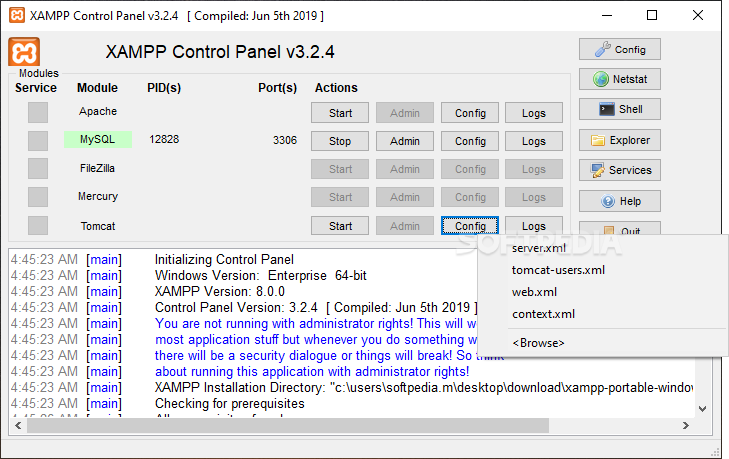 XAMPP Control Panel v3.2.4 [ Compiled: Jun 5th 2019 ]
XAMPP Control Panel v3.2.4
Config
Modules
Service Module PID(s) Port(s) Actions
Netstat
Apache Start Admin Config Logs
Shell
MySQL 12828 3306 Stop Admin Config Logs
Explorer
FileZilla Start Admin Config Logs
Services
Mercury Start Admin Config Logs
Help
Tomcat Start Admin Config Logs
Quit
SOFTPEDIA
server.xml
tomcat-users.xml
web.xml
context.xml
<Browse>
4:45:23 AM [main] Initializing Control Panel
4:45:23 AM [main] Windows Version: Enterprise 64-bit
4:45:23 AM [main] XAMPP Version: 8.0.0
4:45:23 AM [main] Control Panel Version: 3.2.4 [ Compiled: Jun 5th 2019 ]
4:45:23 AM [main] You are not running with administrator rights! This will
4:45:23 AM [main] most application stuff but whenever you do something
4:45:23 AM [main] there will be a security dialogue or things will break! So think
4:45:23 AM [main] about running this application with administrator rights!
4:45:23 AM [main] XAMPP Installation Directory: "c:\users\softpedia.m\desktop\download\xampp-portable-window
4:45:23 AM [main] Checking for prerequisites